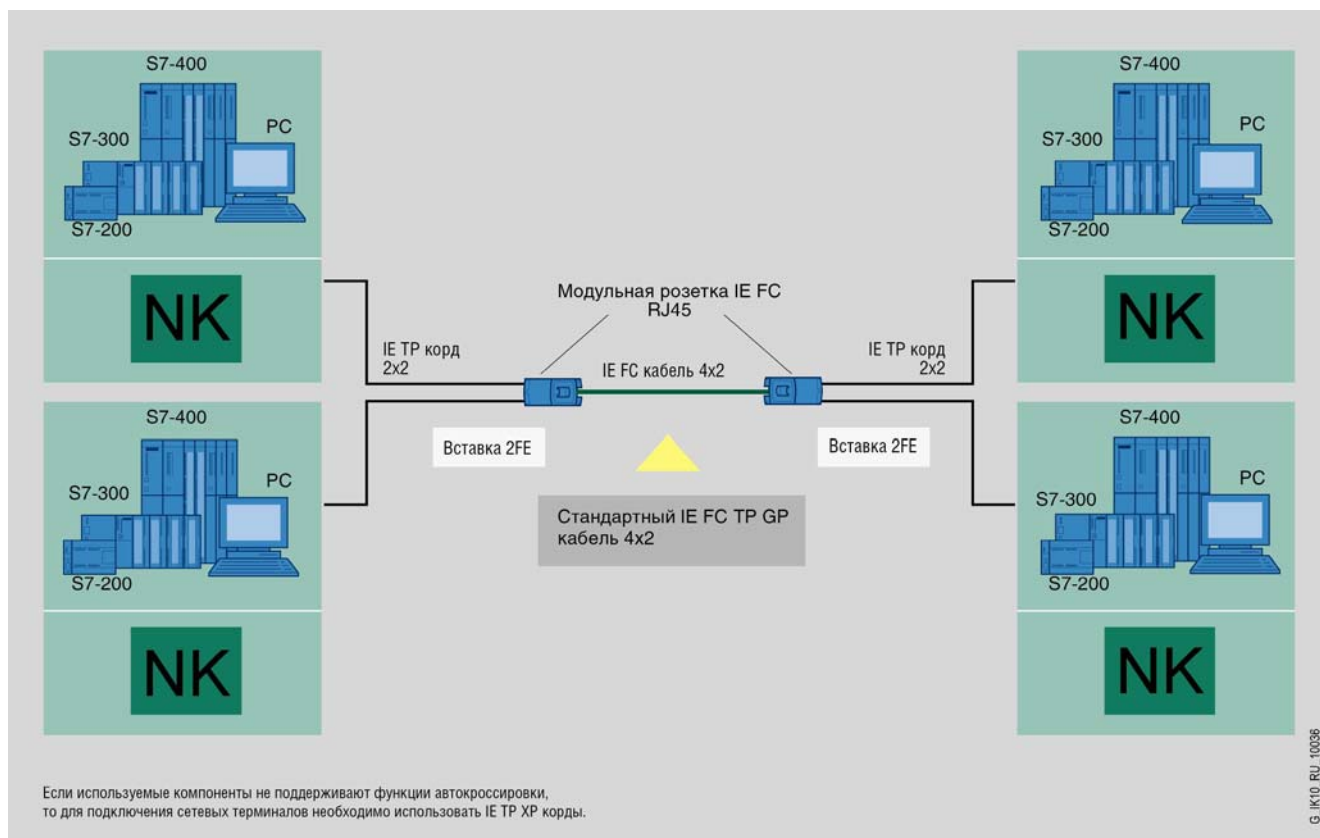 S7-400
PC
S7-300
S7-200
NK
S7-400
PC
S7-300
S7-200
NK
Модульная розетка IE FC
RJ45
IE TP корд
2x2
IE FC кабель 4x2
IE TP корд
2x2
Вставка 2FE
Вставка 2FE
Стандартный IE FC TP GP
кабель 4x2
S7-400
PC
S7-300
S7-200
NK
S7-400
PC
S7-300
S7-200
NK
Если используемые компоненты не поддерживают функции автокроссировки,
то для подключения сетевых терминалов необходимо использовать IE TP XP корды.
G_IK10_RU_10036